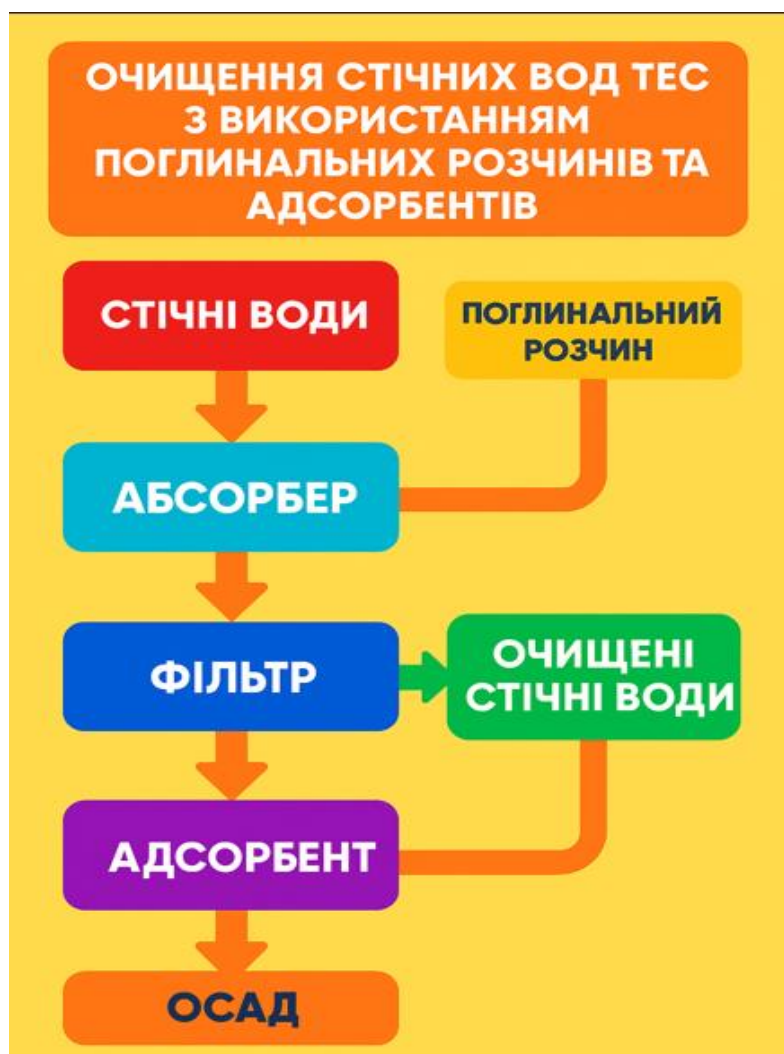 ОЧИЩЕННЯ СТІЧНИХ ВОД ТЕС
З ВИКОРИСТАННЯМ
ПОГЛИНАЛЬНИХ РОЗЧИНІВ ТА
АДСОРБЕНТІВ
СТІЧНІ ВОДИ
ПОГЛИНАЛЬНИЙ
РОЗЧИН
АБСОРБЕР
ФІЛЬТР
ОЧИЩЕНІ
СТІЧНІ ВОДИ
АДСОРБЕНТ
ОСАД